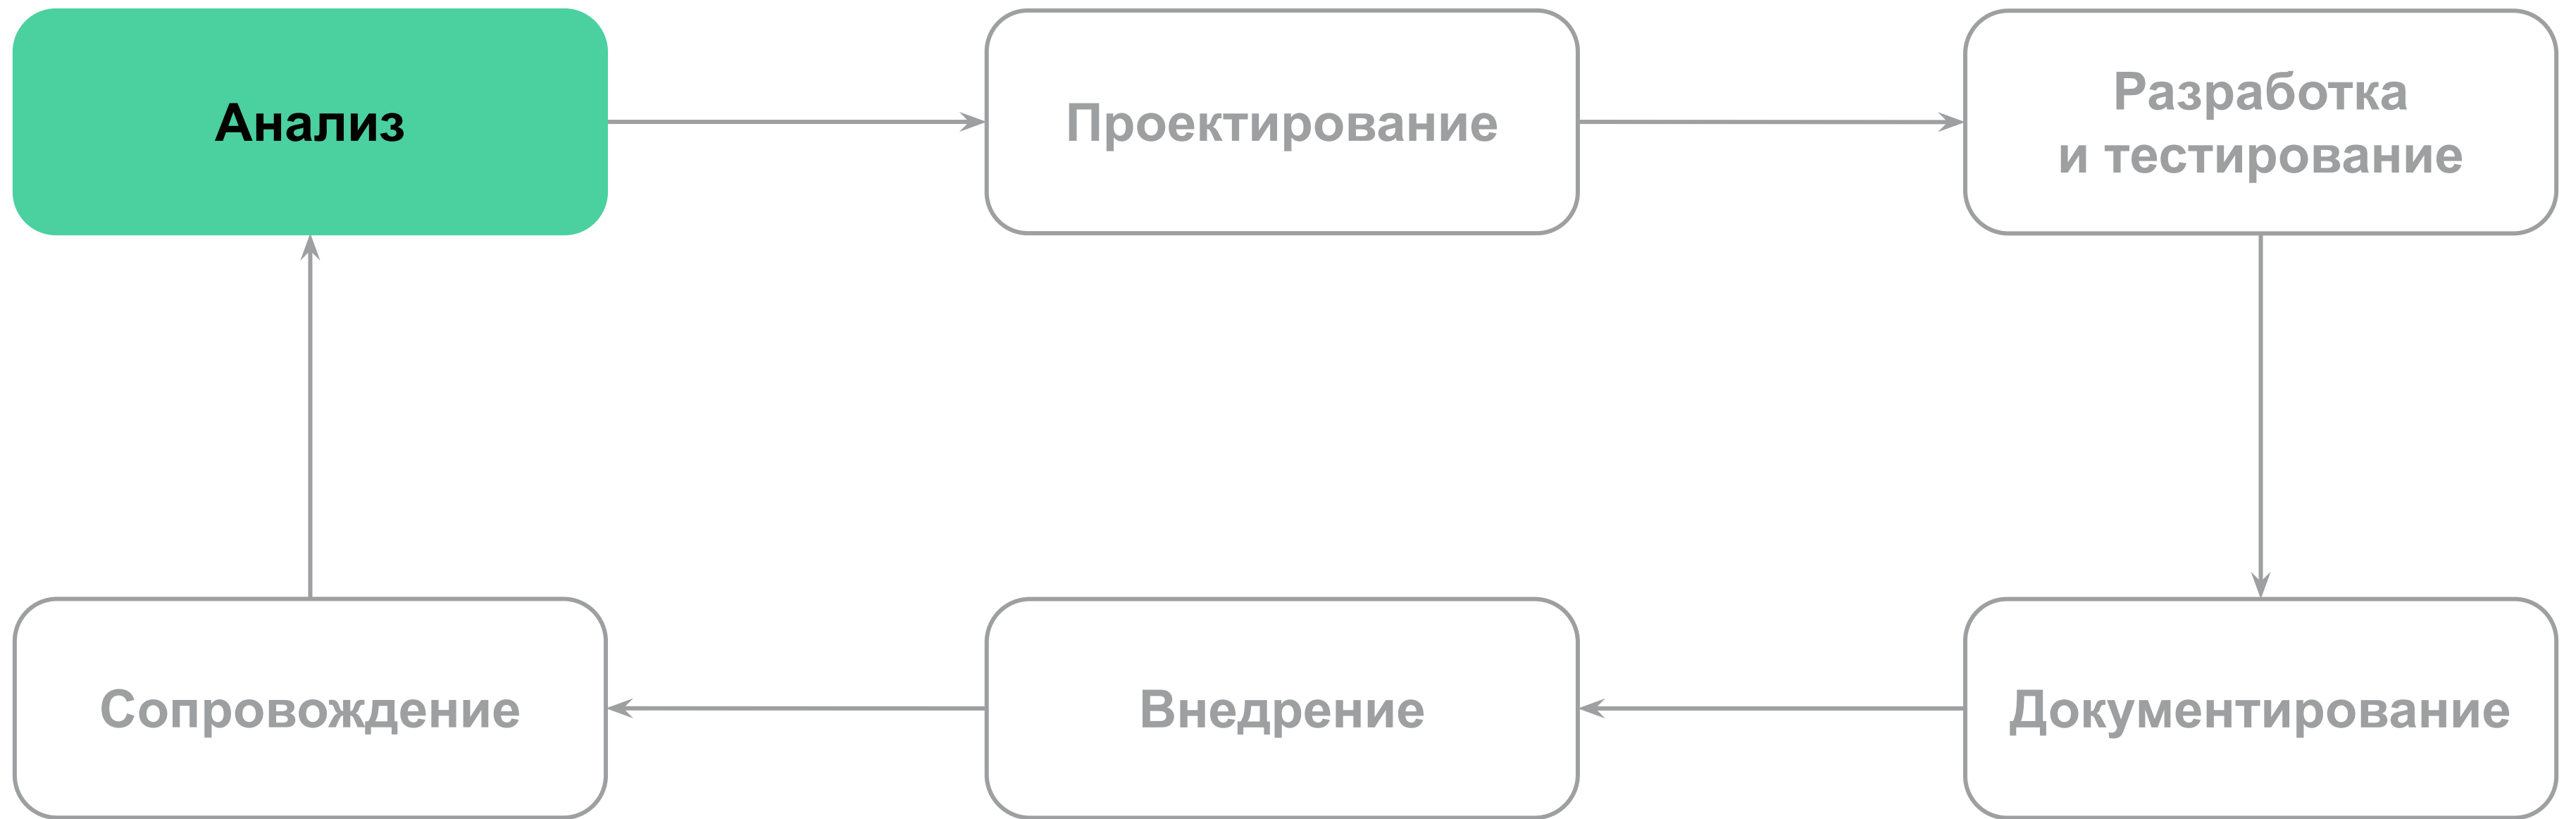 Анализ
Проектирование
Разработка
и тестирование
Сопровождение
Внедрение
Документирование